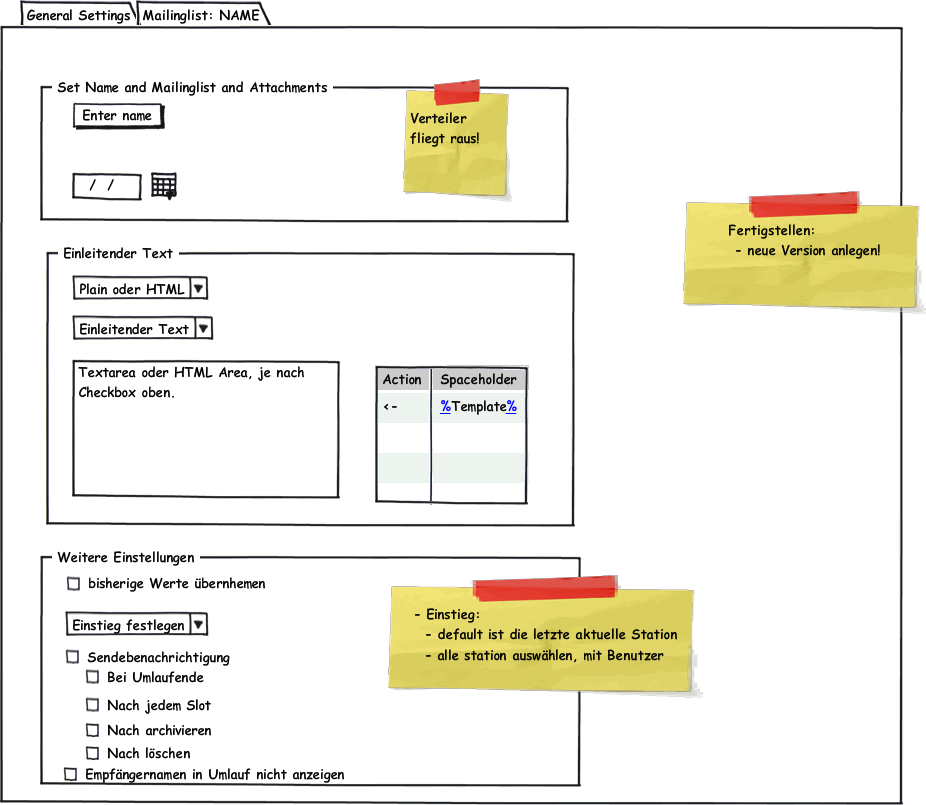 General Settings
Mailinglist: NAME
Set Name and Mailinglist and Attachments
Enter name
Verteiler
fliegt raus!
/ /
Fertigstellen:
- neue Version anlegen!
Einleitender Text
Plain oder HTML
Einleitender Text
Textarea oder HTML Area, je nach
Checkbox oben.
Action Spaceholder
<- %Template%
Weitere Einstellungen
bisherige Werte übernhemen
Einstieg festlegen
- Einstieg:
- default ist die letzte aktuelle Station
- alle station auswählen, mit Benutzer
Sendebenachrichtigung
Bei Umlaufende
Nach jedem Slot
Nach archivieren
Nach löschen
Empfängernamen in Umlauf nicht anzeigen